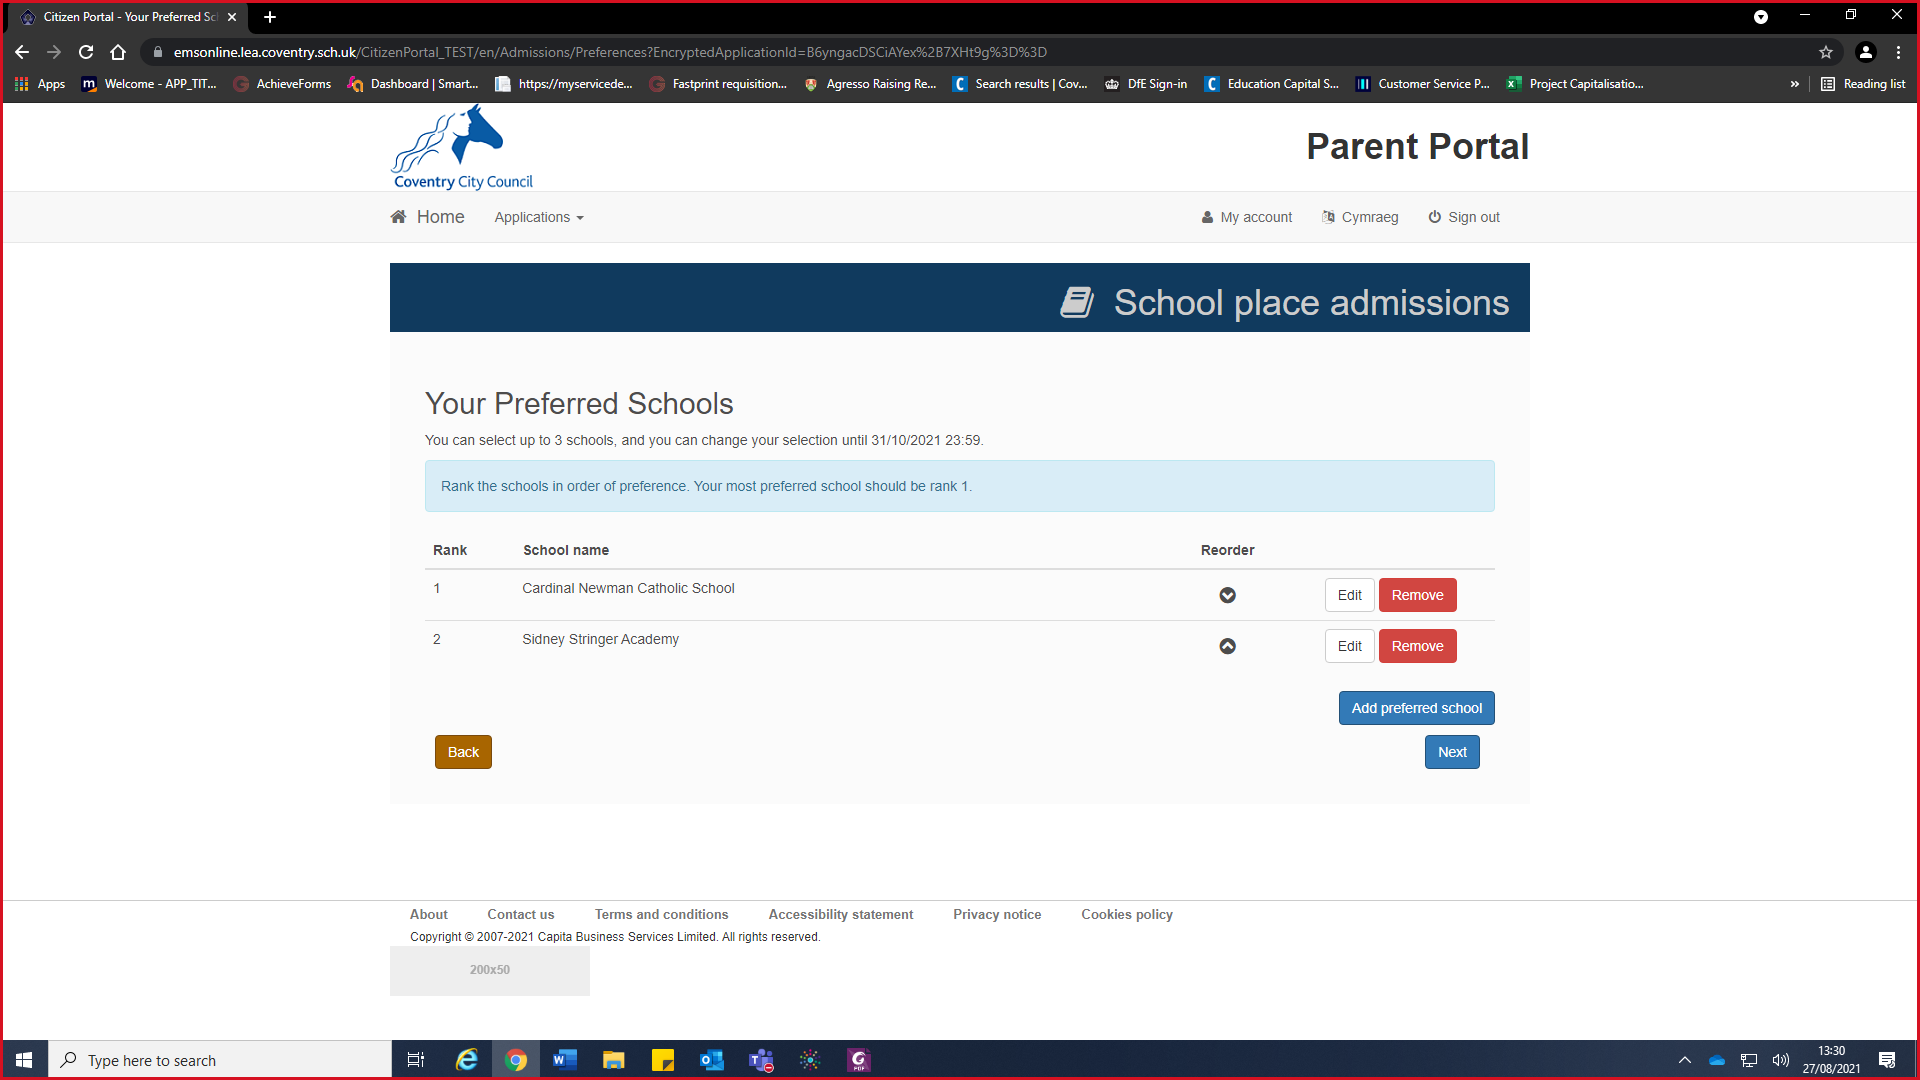 Citizen Portal - Your Preferred Sc
emsonline.lea.coventry.sch.uk/CitizenPortal_TEST/en/Admissions/Preferences?EncryptedApplicationId=B6yngacDSCiAYex%2B7XHt9g%3D%3D
Apps Welcome - APP_TIT... AchieveForms Dashboard | Smart... https://myservicede... Fastprint requisition... Agresso Raising Re... Search results | Cov... DfE Sign-in Education Capital S... Customer Service P... Project Capitalisatio... » Reading list
Coventry City Council
Parent Portal
Home Applications My account Cymraeg Sign out
School place admissions
Your Preferred Schools
You can select up to 3 schools, and you can change your selection until 31/10/2021 23:59.
Rank the schools in order of preference. Your most preferred school should be rank 1.
Rank School name Reorder
1 Cardinal Newman Catholic School Edit Remove
2 Sidney Stringer Academy Edit Remove
Add preferred school
Back Next
About Contact us Terms and conditions Accessibility statement Privacy notice Cookies policy
Copyright © 2007-2021 Capita Business Services Limited. All rights reserved.
200x50
Type here to search
13:30
27/08/2021